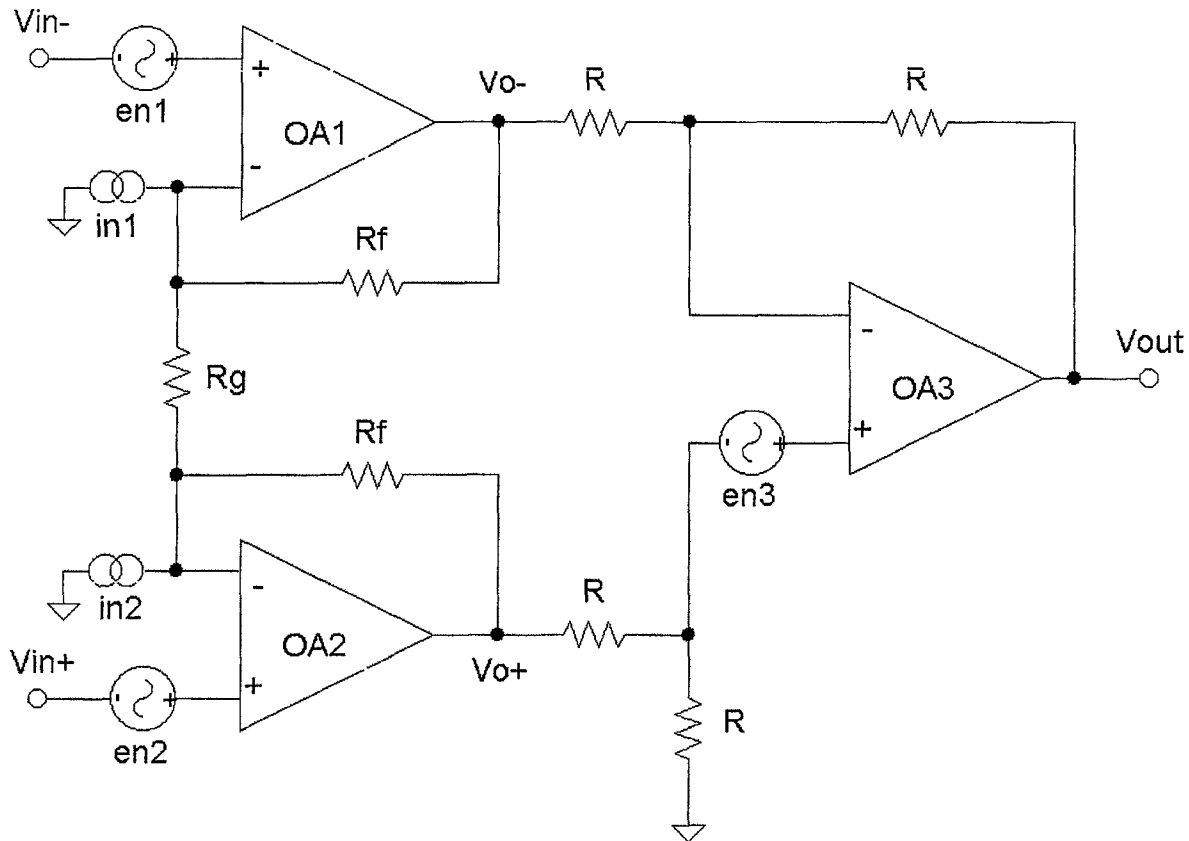 Vin-
en1
+
OA1
-
in1
Vo-
R
R
Rf
Rg
Rf
-
OA3
+
Vout
en3
in2
-
OA2
+
Vin+
en2
Vo+
R
R